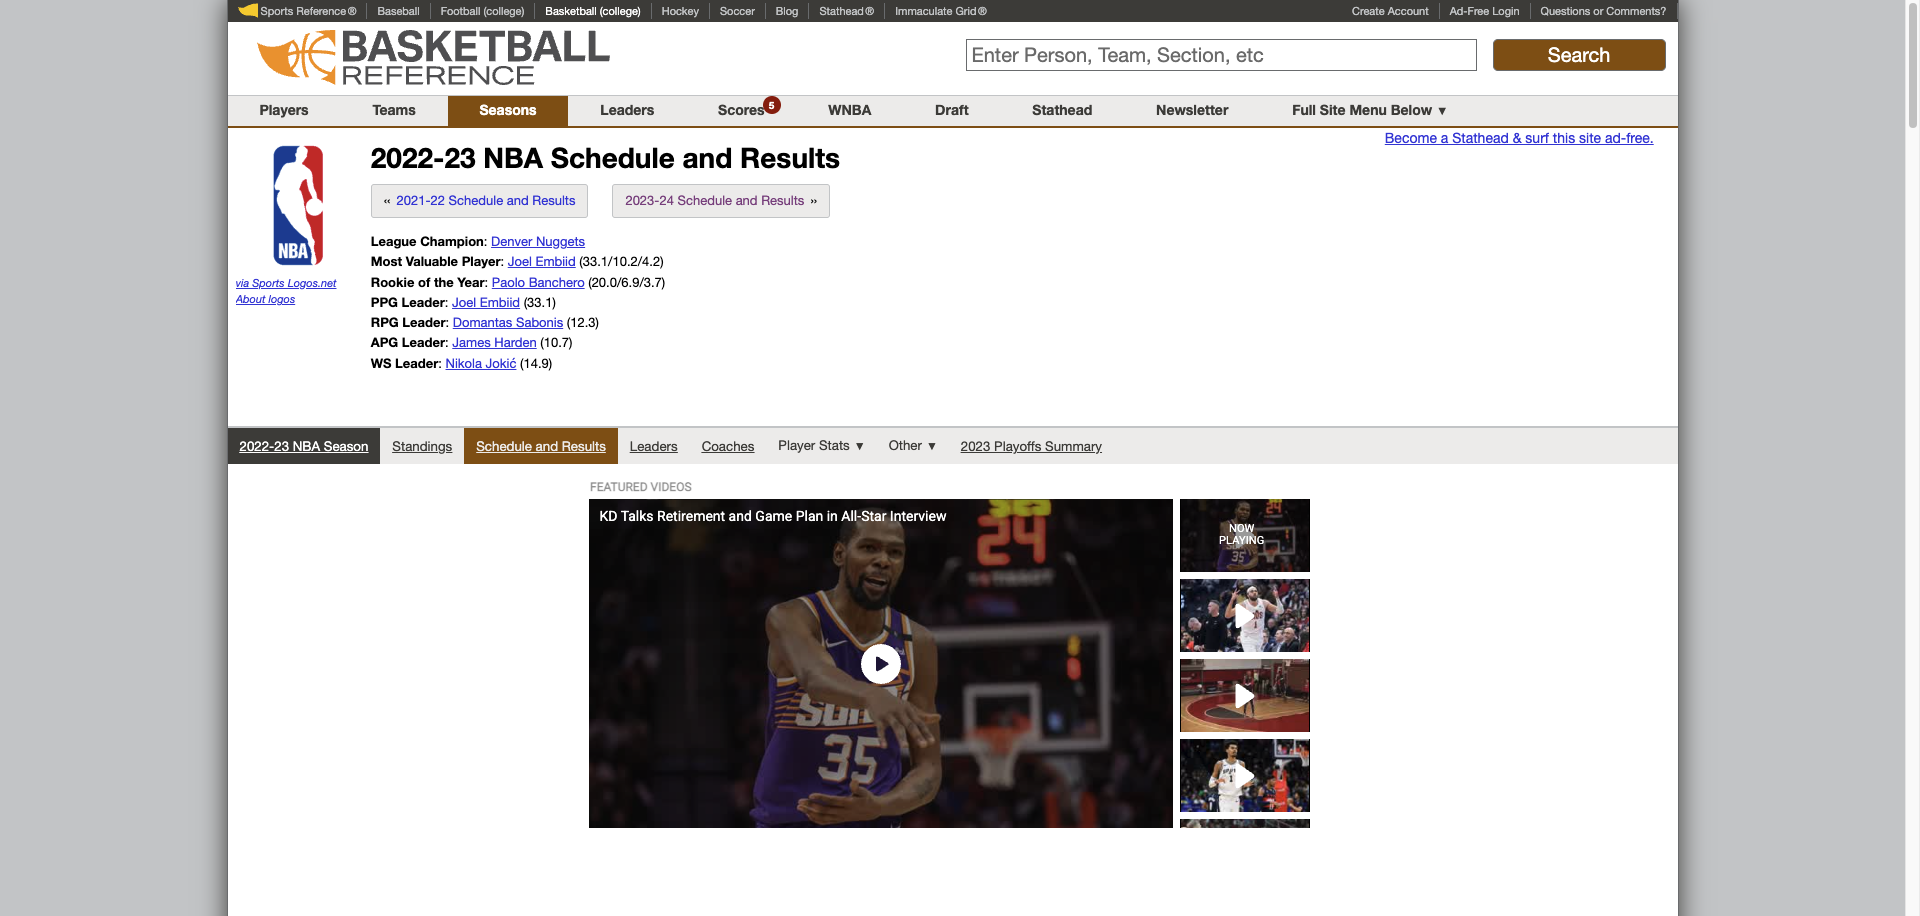 Sports Reference® Baseball Football (college) Basketball (college) Hockey Soccer Blog Stathead® Immaculate Grid® Create Account Ad-Free Login Questions or Comments?
BASKETBALL
REFERENCE
Enter Person, Team, Section, etc Search
Players Teams Seasons Leaders Scores 5 WNBA Draft Stathead Newsletter Full Site Menu Below ▼
Become a Stathead & surf this site ad-free.
NBA
via Sports Logos.net
About logos
2022-23 NBA Schedule and Results
« 2021-22 Schedule and Results 2023-24 Schedule and Results »
League Champion: Denver Nuggets
Most Valuable Player: Joel Embiid (33.1/10.2/4.2)
Rookie of the Year: Paolo Banchero (20.0/6.9/3.7)
PPG Leader: Joel Embiid (33.1)
RPG Leader: Domantas Sabonis (12.3)
APG Leader: James Harden (10.7)
WS Leader: Nikola Jokić (14.9)
2022-23 NBA Season Standings Schedule and Results Leaders Coaches Player Stats ▼ Other ▼ 2023 Playoffs Summary
FEATURED VIDEOS
KD Talks Retirement and Game Plan in All-Star Interview
24
35
NOW
PLAYING
24
35